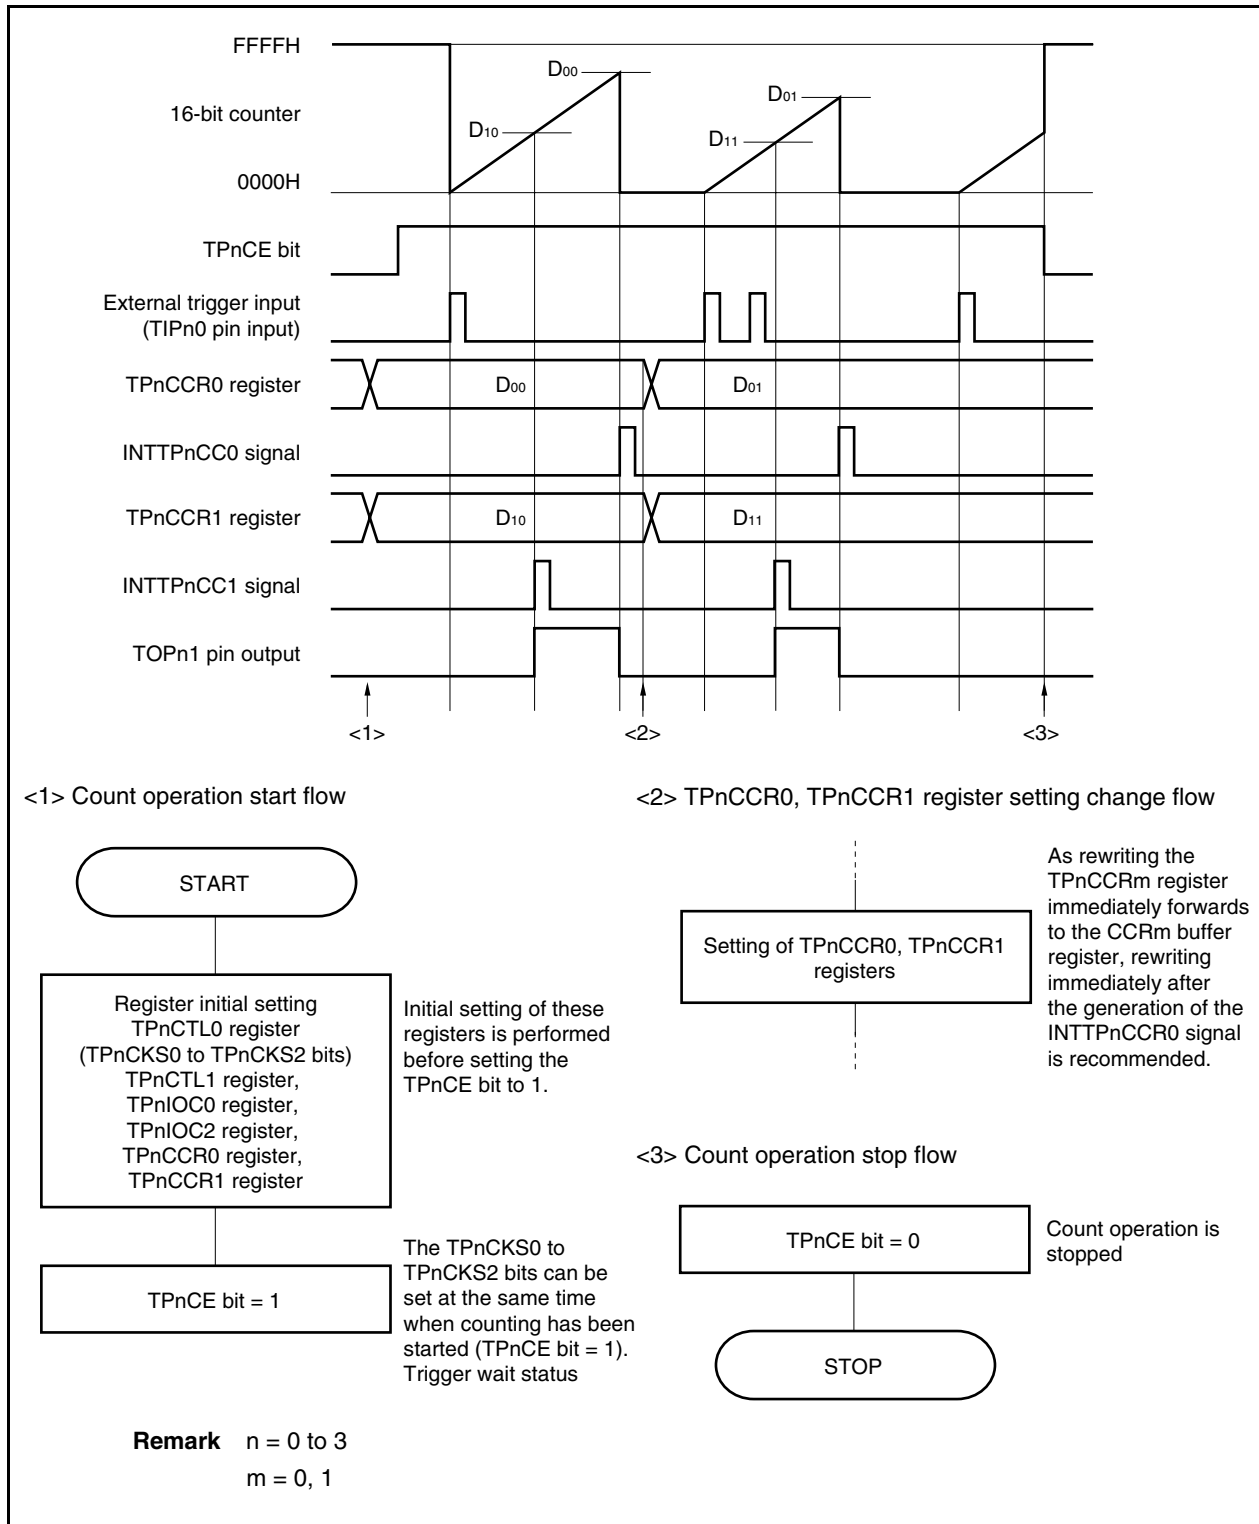 FFFFH
16-bit counter
0000H
D00
D10
D01
D11
TPnCE bit
External trigger input
(TIPn0 pin input)
TPnCCR0 register
D00
D01
INTTPnCC0 signal
TPnCCR1 register
D10
D11
INTTPnCC1 signal
TOPn1 pin output
<1>
<2>
<3>
<1> Count operation start flow
START
Register initial setting
TPnCTL0 register
(TPnCKS0 to TPnCKS2 bits)
TPnCTL1 register,
TPnIOC0 register,
TPnIOC2 register,
TPnCCR0 register,
TPnCCR1 register
Initial setting of these
registers is performed
before setting the
TPnCE bit to 1.
TPnCE bit = 1
The TPnCKS0 to
TPnCKS2 bits can be
set at the same time
when counting has been
started (TPnCE bit = 1).
Trigger wait status
<2> TPnCCR0, TPnCCR1 register setting change flow
Setting of TPnCCR0, TPnCCR1
registers
As rewriting the
TPnCCRm register
immediately forwards
to the CCRm buffer
register, rewriting
immediately after
the generation of the
INTTPnCCR0 signal
is recommended.
<3> Count operation stop flow
TPnCE bit = 0
Count operation is
stopped
STOP
Remark n = 0 to 3
m = 0, 1